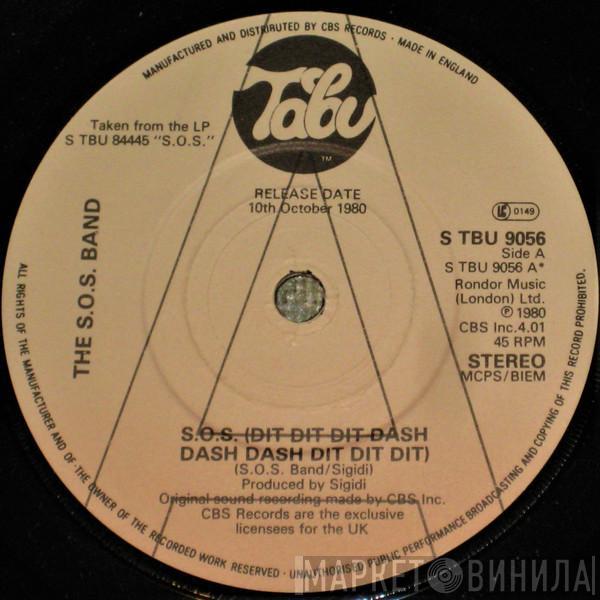 MANUFACTURED AND DISTRIBUTED BY CBS RECORDS · MADE IN ENGLAND
Tabu
TM
Taken from the LP
S TBU 84445 "S.O.S."
RELEASE DATE
10th October 1980
THE S.O.S. BAND
LC 0149
S TBU 9056
Side A
S TBU 9056 A*
Rondor Music
(London) Ltd.
℗ 1980
CBS Inc. 4.01
45 RPM
STEREO
MCPS/BIEM
S.O.S. (DIT DIT DIT DASH
DASH DASH DIT DIT DIT)
(S.O.S. Band/Sigidi)
Produced by Sigidi
Original sound recording made by CBS, Inc.
CBS Records are the exclusive
licensees for the UK
ALL RIGHTS OF THE MANUFACTURER AND OF THE OWNER OF THE RECORDED WORK RESERVED · UNAUTHORISED PUBLIC PERFORMANCE BROADCASTING AND COPYING OF THIS RECORD PROHIBITED.
МАРКЕТ ВИНИЛА